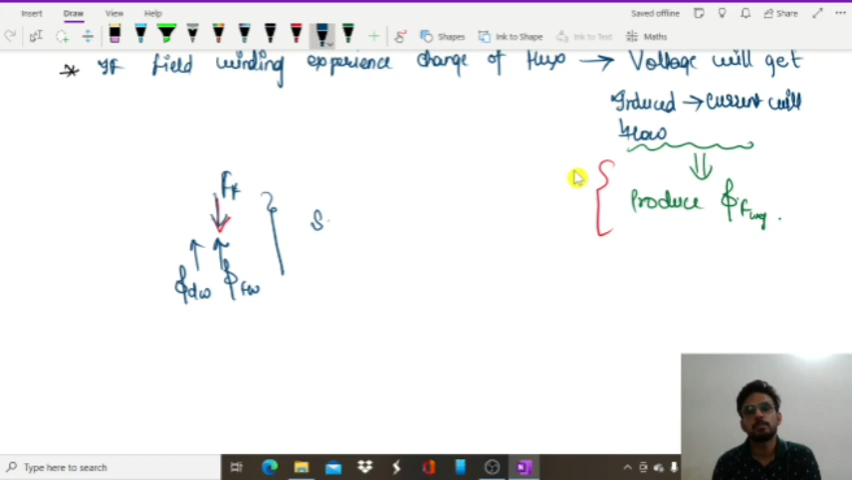 Insert Draw View Help Saved offline Share
Shapes Ink to Shape Ink to Text Maths
* If field winding experience change of flux → Voltage will get
Induced → current will
flow
⇓
Produce ϕFwg.
Ff
S
ϕdw ϕfw
Type here to search